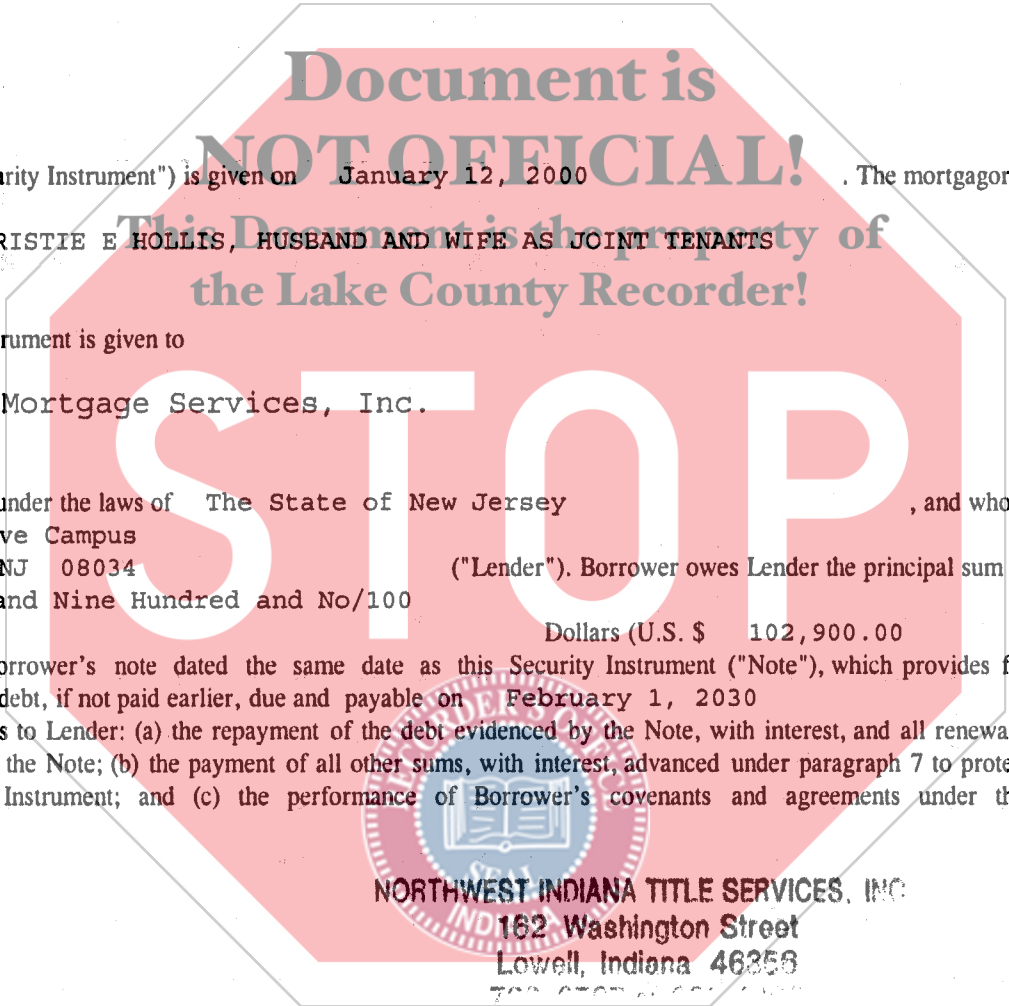 Document is
NOT OFFICIAL!
This Document is the property of
the Lake County Recorder!
STOP
rity Instrument") is given on January 12, 2000 . The mortgagor
RISTIE E HOLLIS, HUSBAND AND WIFE AS JOINT TENANTS
rument is given to
Mortgage Services, Inc.
under the laws of The State of New Jersey , and who
ve Campus
NJ 08034 ("Lender"). Borrower owes Lender the principal sum
and Nine Hundred and No/100
Dollars (U.S. $ 102,900.00
orrower's note dated the same date as this Security Instrument ("Note"), which provides f
debt, if not paid earlier, due and payable on February 1, 2030
s to Lender: (a) the repayment of the debt evidenced by the Note, with interest, and all renewa
the Note; (b) the payment of all other sums, with interest, advanced under paragraph 7 to prote
Instrument; and (c) the performance of Borrower's covenants and agreements under th
RECORDER'S OFFICE
SEAL
INDIANA
NORTHWEST INDIANA TITLE SERVICES, INC
162 Washington Street
Lowell, Indiana 46356